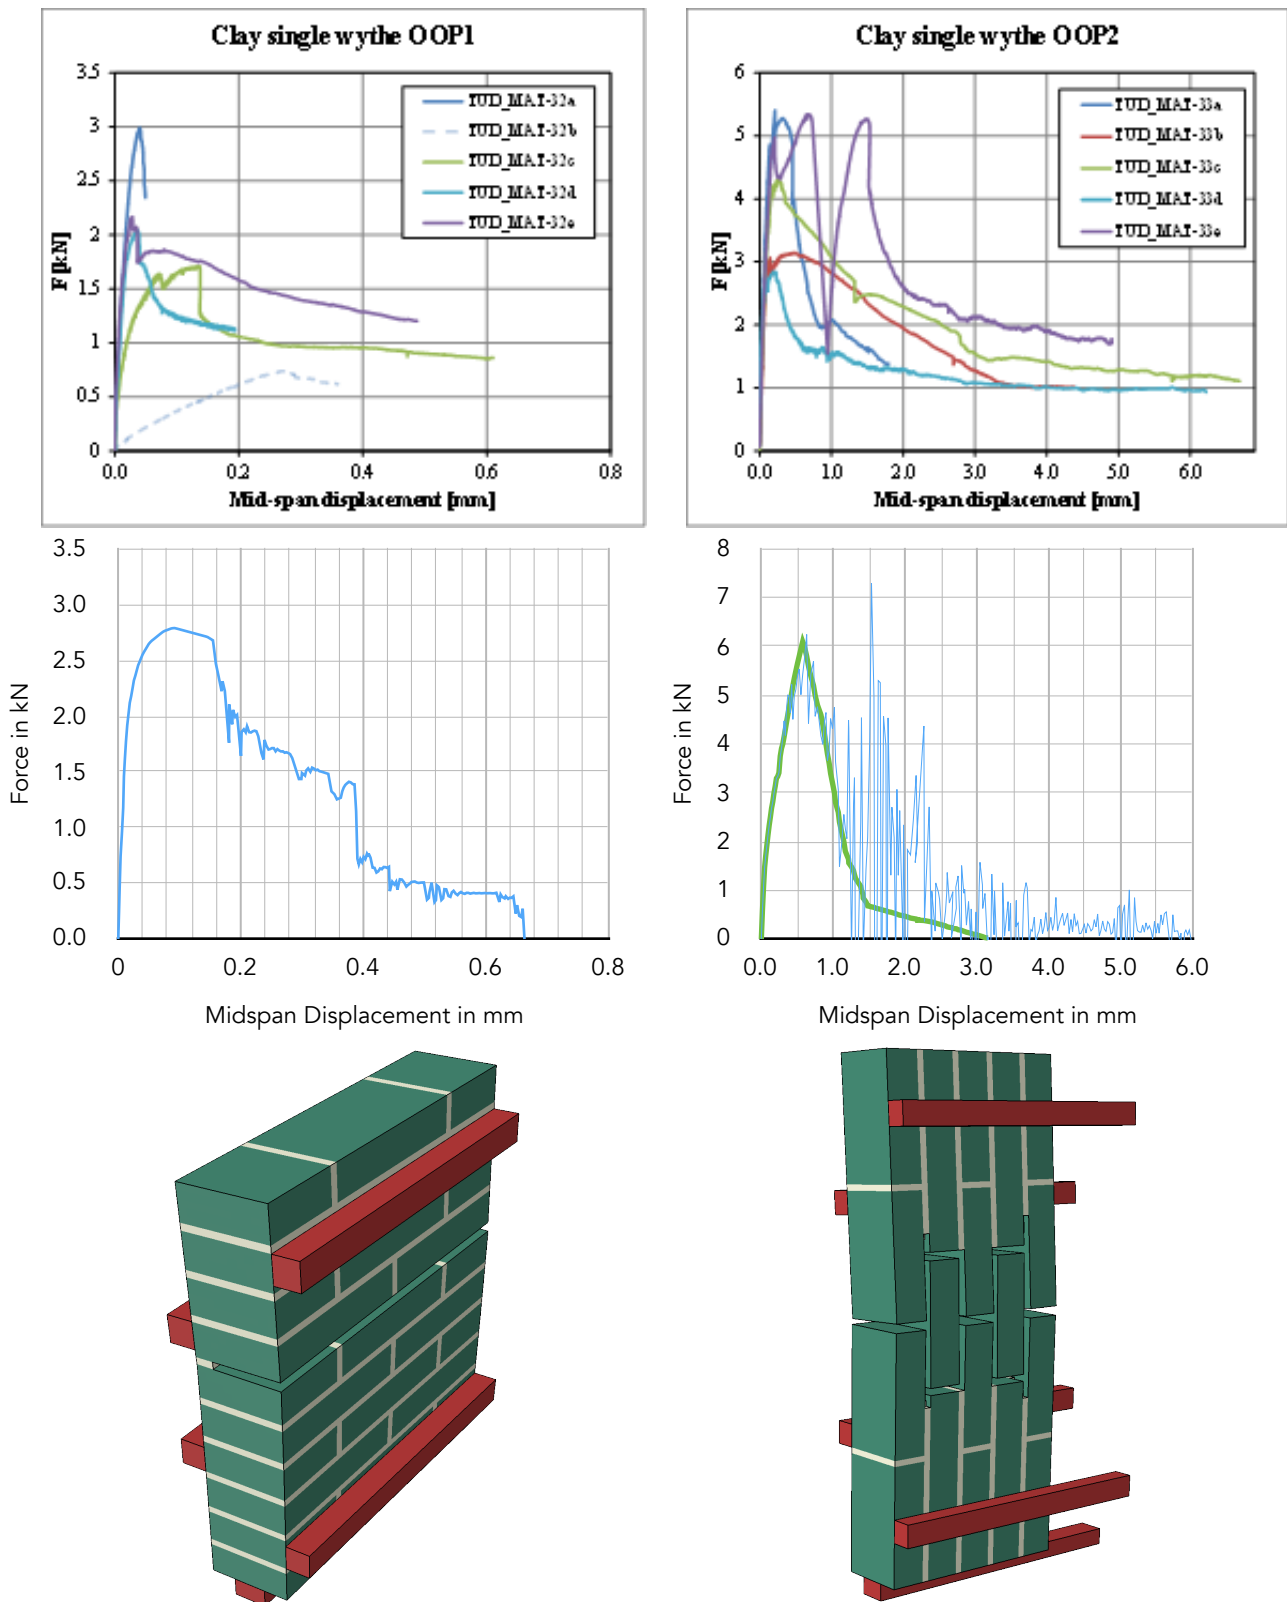 Clay single wythe OOP1
3.5
3
2.5
2
1.5
1
0.5
0
F [kN]
TUD_MAT-32a
TUD_MAT-32b
TUD_MAT-32c
TUD_MAT-32d
TUD_MAT-32e
0.0 0.2 0.4 0.6 0.8
Mid-span displacement [mm]
Clay single wythe OOP2
6
5
4
3
2
1
0
F [kN]
TUD_MAT-33a
TUD_MAT-33b
TUD_MAT-33c
TUD_MAT-33d
TUD_MAT-33e
0.0 1.0 2.0 3.0 4.0 5.0 6.0
Mid-span displacement [mm]
3.5
3.0
2.5
2.0
1.5
1.0
0.5
0.0
Force in kN
0 0.2 0.4 0.6 0.8
Midspan Displacement in mm
8
7
6
5
4
3
2
1
0
Force in kN
0.0 1.0 2.0 3.0 4.0 5.0 6.0
Midspan Displacement in mm